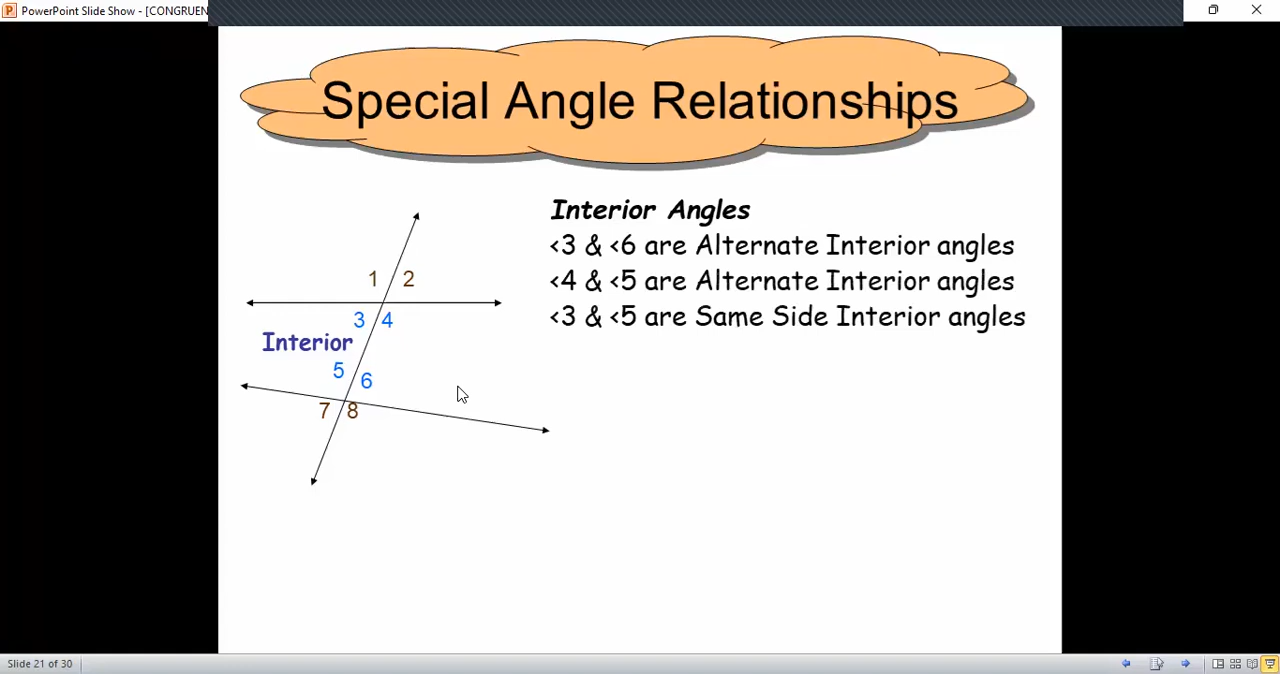 PowerPoint Slide Show - [CONGRUEN
Special Angle Relationships
Interior Angles
<3 & <6 are Alternate Interior angles
<4 & <5 are Alternate Interior angles
<3 & <5 are Same Side Interior angles
1 2
3 4
Interior
5 6
7 8
Slide 21 of 30